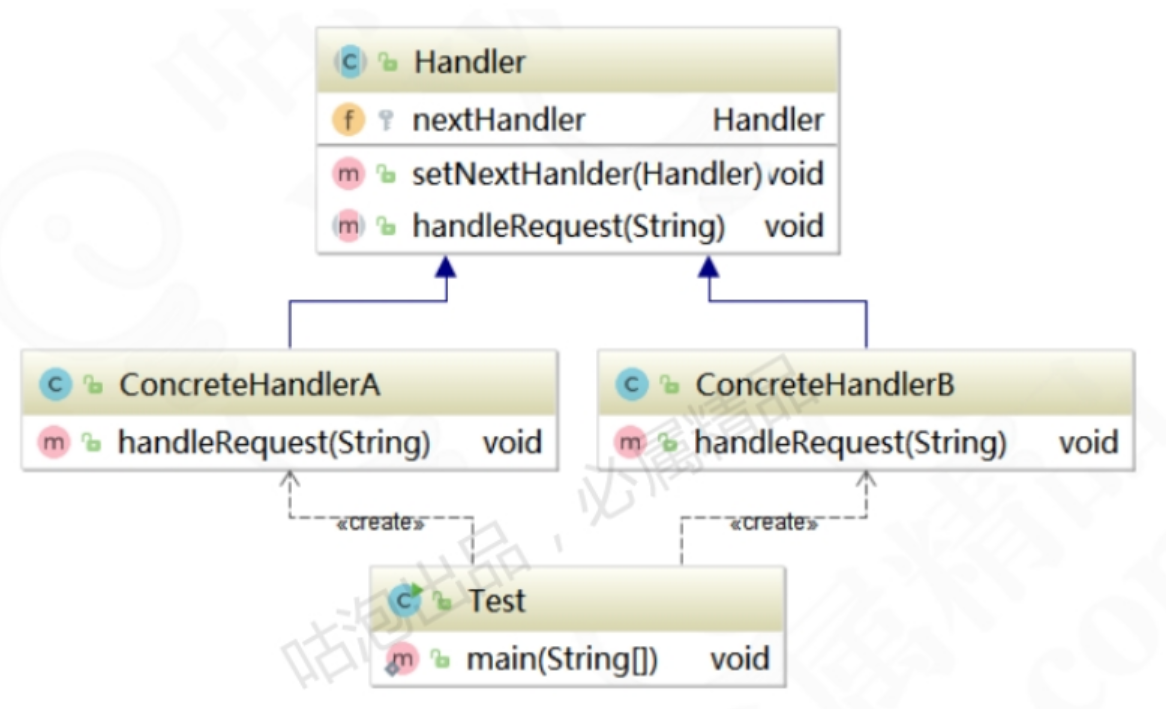 Handler
nextHandler Handler
setNextHanlder(Handler) void
handleRequest(String) void
ConcreteHandlerA
handleRequest(String) void
ConcreteHandlerB
handleRequest(String) void
«create»
«create»
Test
main(String[]) void
咕泡出品，必属精品